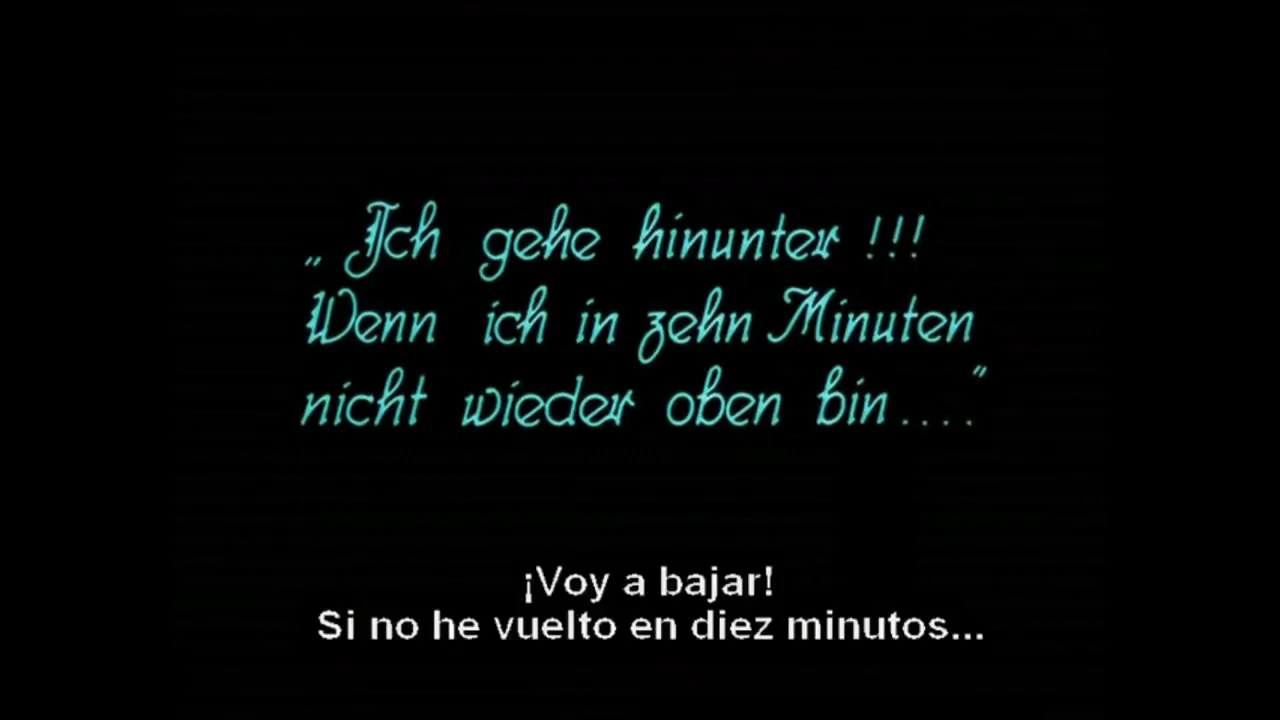 „Ich gehe hinunter !!!
Wenn ich in zehn Minuten
nicht wieder oben bin...."
¡Voy a bajar!
Si no he vuelto en diez minutos...